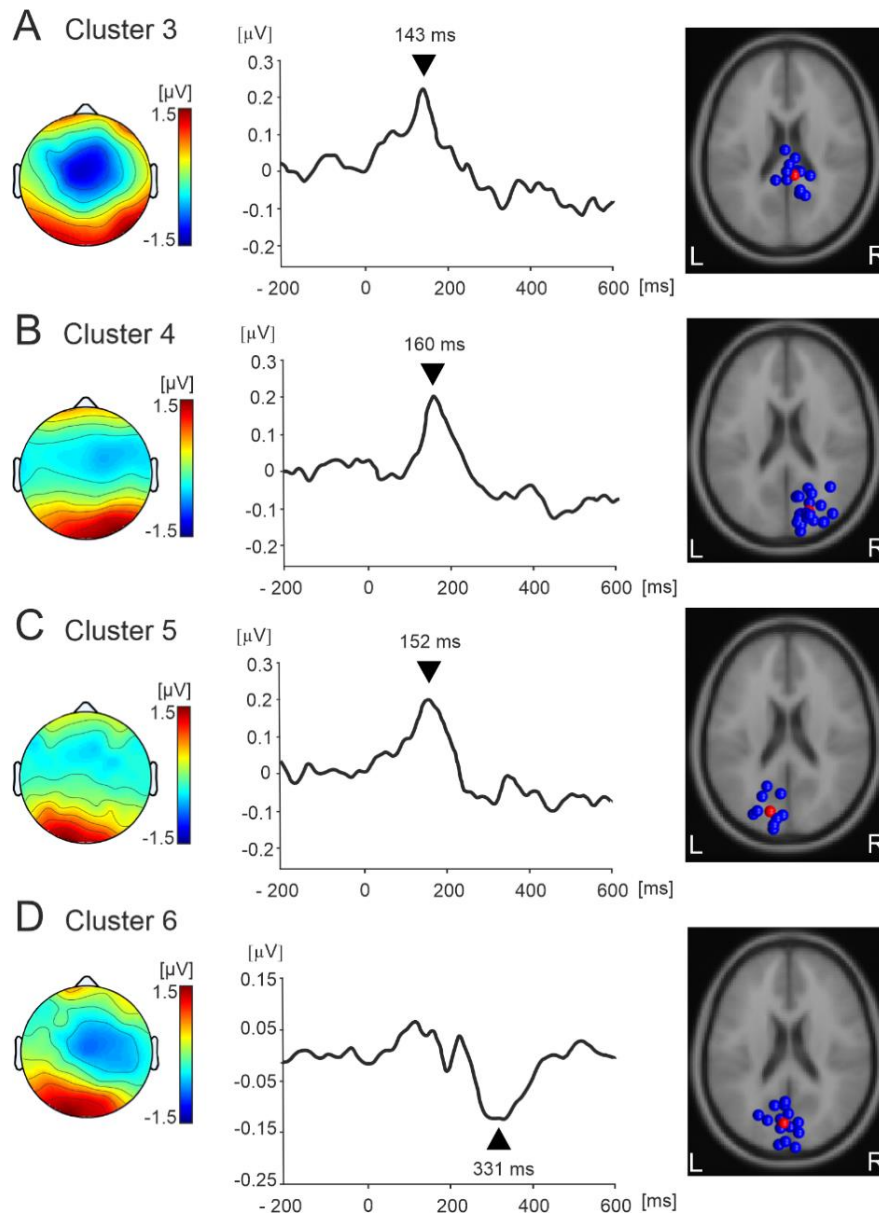 A Cluster 3
[μV]
1.5
-1.5
[μV]
143 ms
0.3
0.2
0.1
0
-0.1
-0.2
- 200 0 200 400 600 [ms]
L R
B Cluster 4
[μV]
1.5
-1.5
[μV]
160 ms
0.3
0.2
0.1
0
-0.1
-0.2
-200 0 200 400 600 [ms]
L R
C Cluster 5
[μV]
1.5
-1.5
[μV]
152 ms
0.3
0.2
0.1
0
-0.1
-0.2
- 200 0 200 400 600 [ms]
L R
D Cluster 6
[μV]
1.5
-1.5
[μV]
0.15
0.05
-0.05
-0.15
-0.25
331 ms
-200 0 200 400 600 [ms]
L R